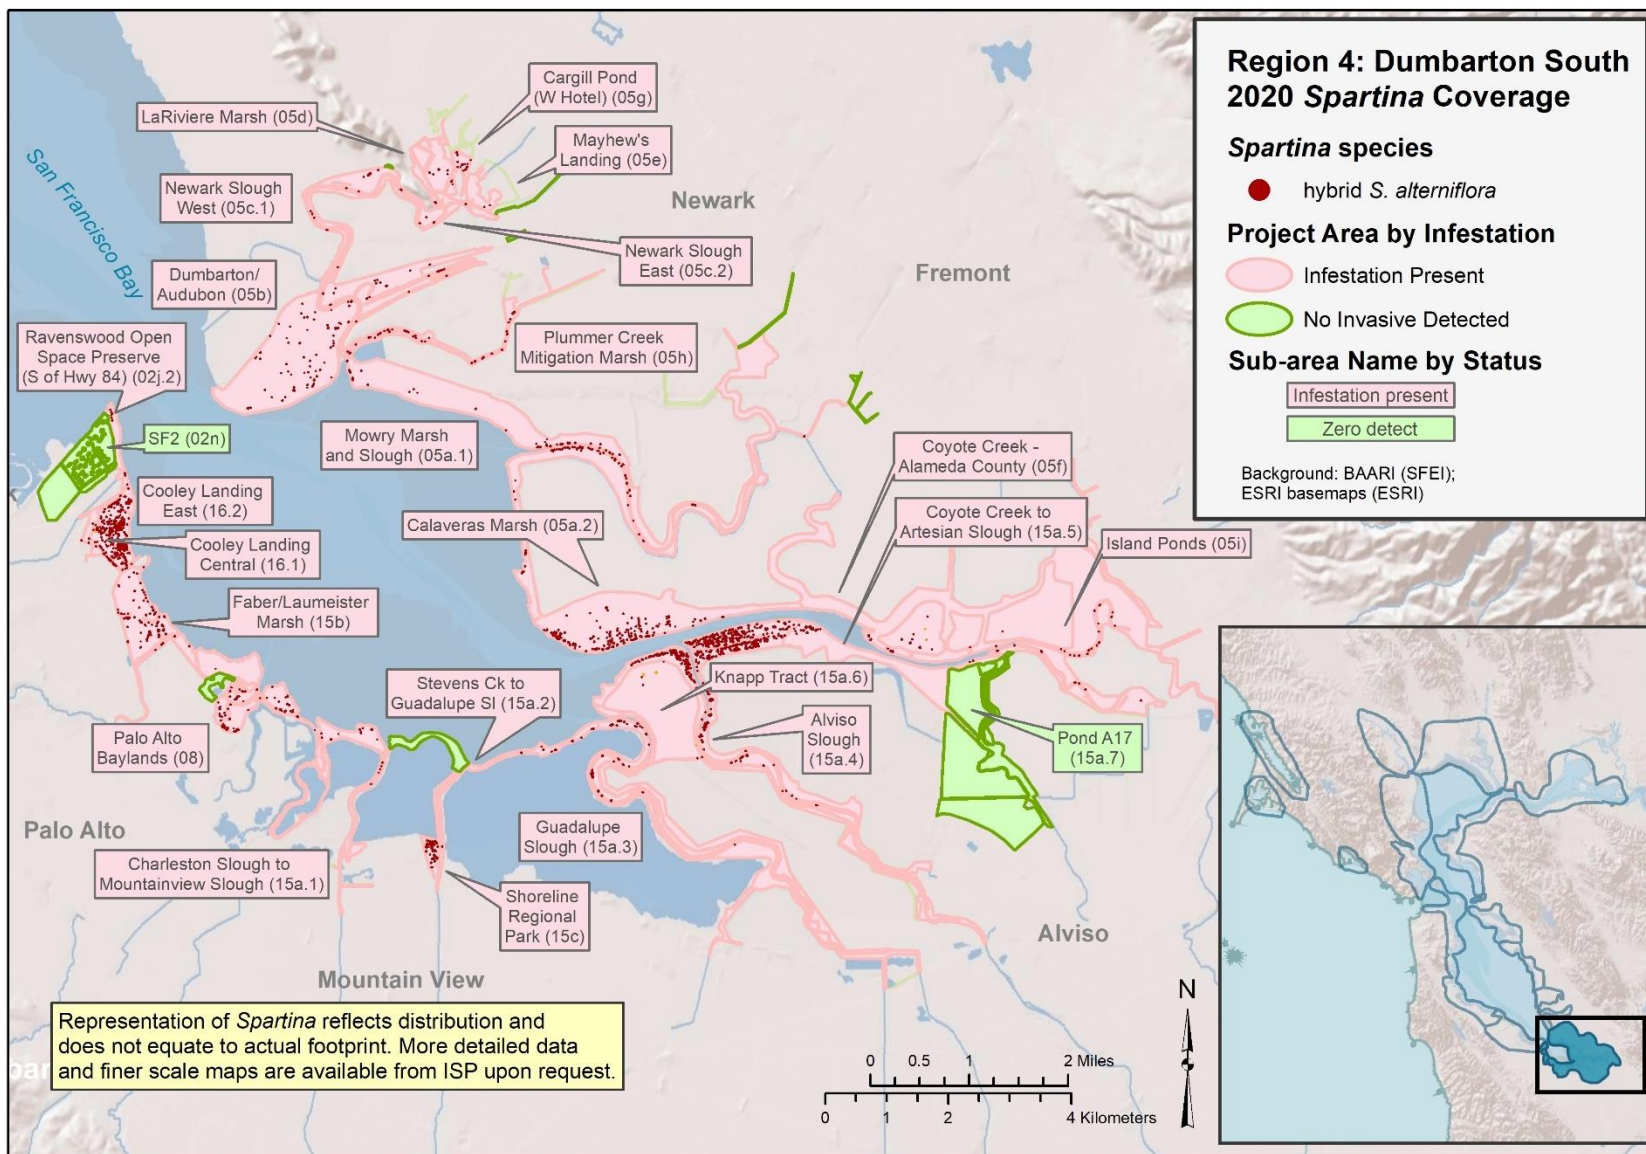 Region 4: Dumbarton South
2020 Spartina Coverage
Spartina species
hybrid S. alterniflora
Project Area by Infestation
Infestation Present
No Invasive Detected
Sub-area Name by Status
Infestation present
Zero detect
Background: BAARI (SFEI);
ESRI basemaps (ESRI)
Cargill Pond
(W Hotel) (05g)
LaRiviere Marsh (05d)
Mayhew's
Landing (05e)
San Francisco Bay
Newark Slough
West (05c.1)
Newark
Newark Slough
East (05c.2)
Fremont
Dumbarton/
Audubon (05b)
Ravenswood Open
Space Preserve
(S of Hwy 84) (02j.2)
Plummer Creek
Mitigation Marsh (05h)
SF2 (02n)
Mowry Marsh
and Slough (05a.1)
Coyote Creek -
Alameda County (05f)
Cooley Landing
East (16.2)
Calaveras Marsh (05a.2)
Coyote Creek to
Artesian Slough (15a.5)
Island Ponds (05i)
Cooley Landing
Central (16.1)
Faber/Laumeister
Marsh (15b)
Stevens Ck to
Guadalupe Sl (15a.2)
Knapp Tract (15a.6)
Palo Alto
Baylands (08)
Alviso
Slough
(15a.4)
Pond A17
(15a.7)
Palo Alto
Guadalupe
Slough (15a.3)
Charleston Slough to
Mountainview Slough (15a.1)
Shoreline
Regional
Park (15c)
Alviso
Mountain View
Representation of Spartina reflects distribution and
does not equate to actual footprint. More detailed data
and finer scale maps are available from ISP upon request.
N
0 0.5 1 2 Miles
0 1 2 4 Kilometers